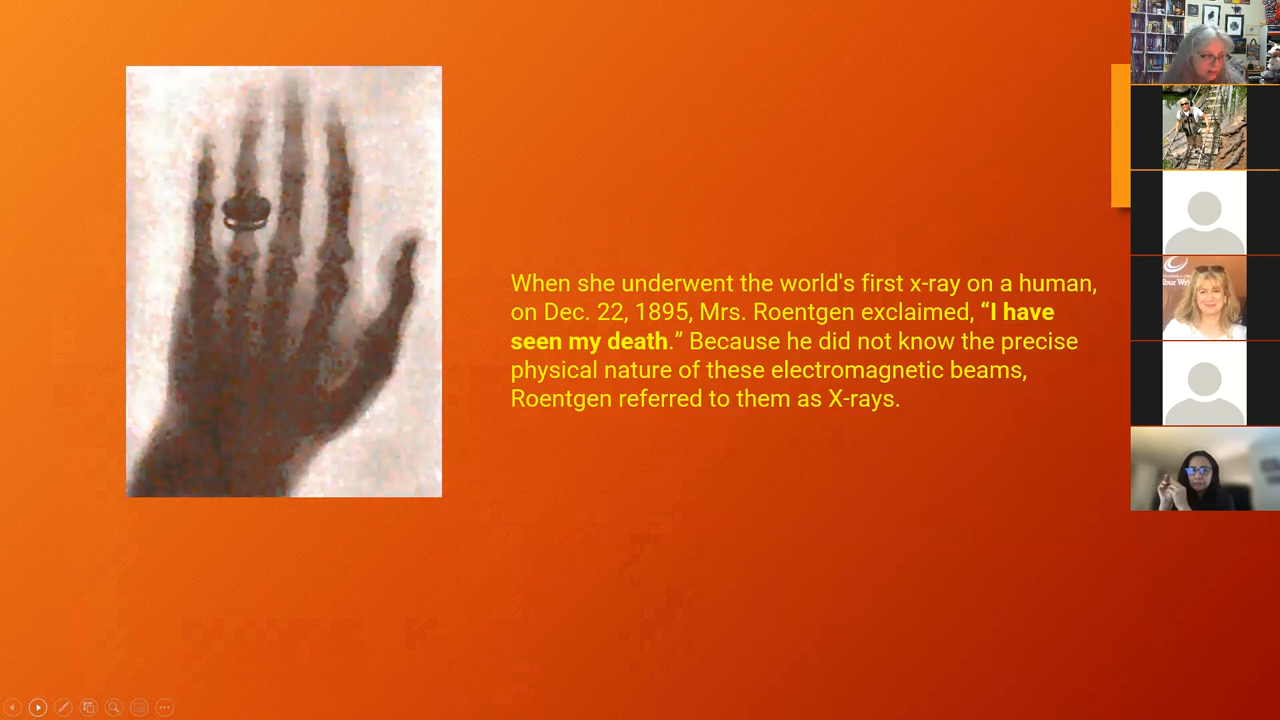 When she underwent the world's first x-ray on a human,
on Dec. 22, 1895, Mrs. Roentgen exclaimed, “I have
seen my death.” Because he did not know the precise
physical nature of these electromagnetic beams,
Roentgen referred to them as X-rays.